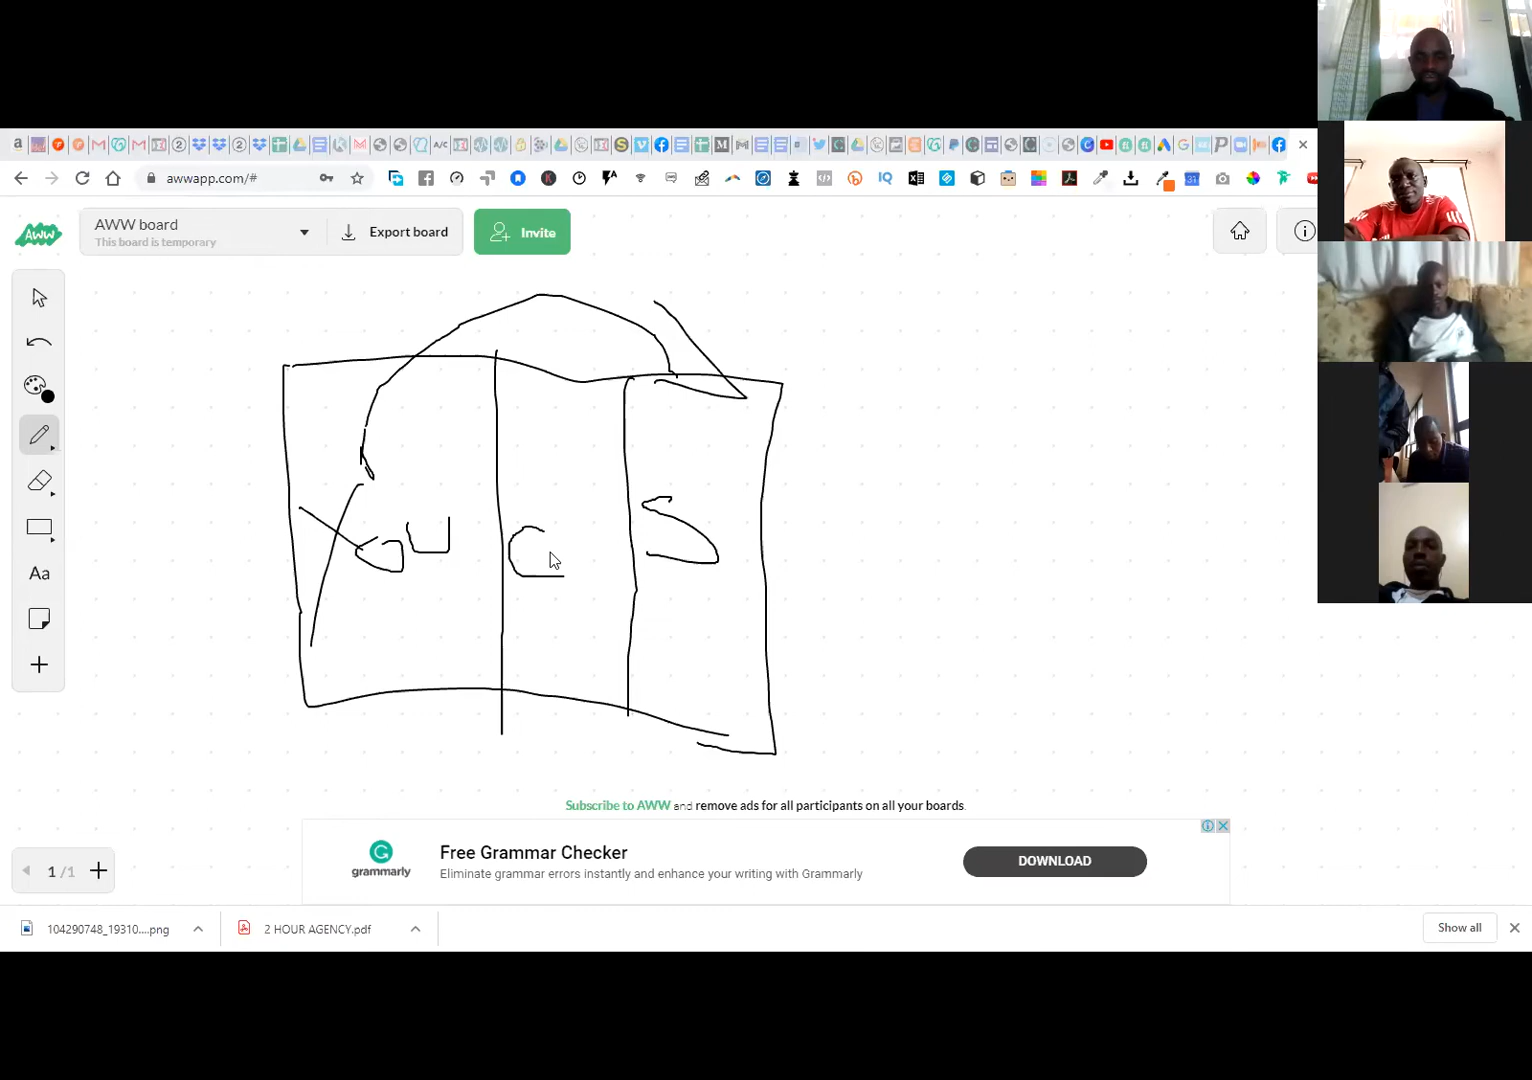 awwapp.com/#
AWW
AWW board
This board is temporary
Export board
Invite
You
C
S
Aa
Subscribe to AWW and remove ads for all participants on all your boards.
grammarly
Free Grammar Checker
Eliminate grammar errors instantly and enhance your writing with Grammarly
DOWNLOAD
1 /1
104290748_19310....png
2 HOUR AGENCY.pdf
Show all